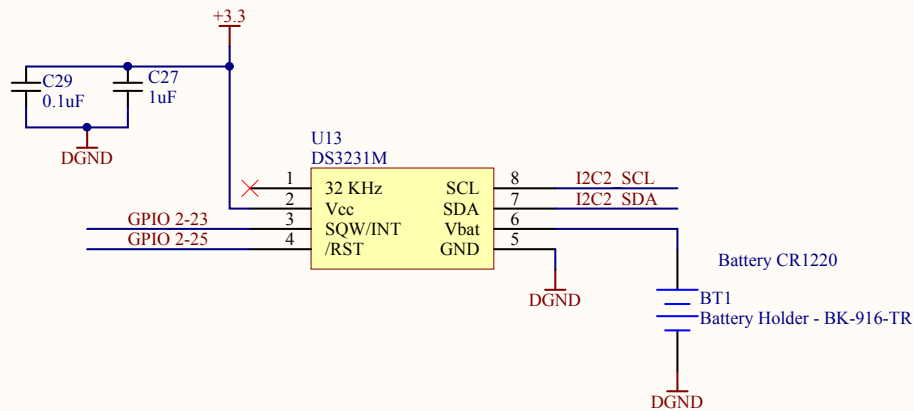 +3.3
C29
0.1uF
C27
1uF
DGND
U13
DS3231M
1 32 KHz SCL 8 I2C2_SCL
2 Vcc SDA 7 I2C2_SDA
GPIO 2-23 3 SQW/INT Vbat 6
GPIO 2-25 4 /RST GND 5
DGND
Battery CR1220
BT1
Battery Holder - BK-916-TR
DGND